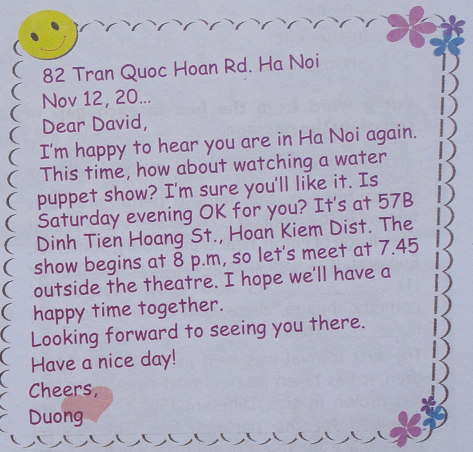 82 Tran Quoc Hoan Rd. Ha Noi
Nov 12, 20...
Dear David,
I'm happy to hear you are in Ha Noi again.
This time, how about watching a water
puppet show? I'm sure you'll like it. Is
Saturday evening OK for you? It's at 57B
Dinh Tien Hoang St., Hoan Kiem Dist. The
show begins at 8 p.m, so let's meet at 7.45
outside the theatre. I hope we'll have a
happy time together.
Looking forward to seeing you there.
Have a nice day!
Cheers,
Duong